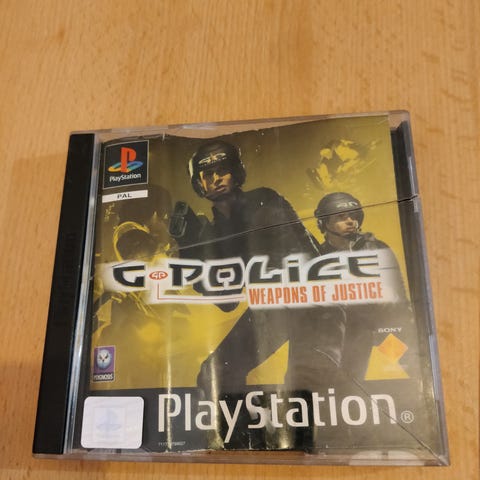 PlayStation
PAL
G-POLICE
WEAPONS OF JUSTICE
SONY
PSYGNOSIS
PlayStation®